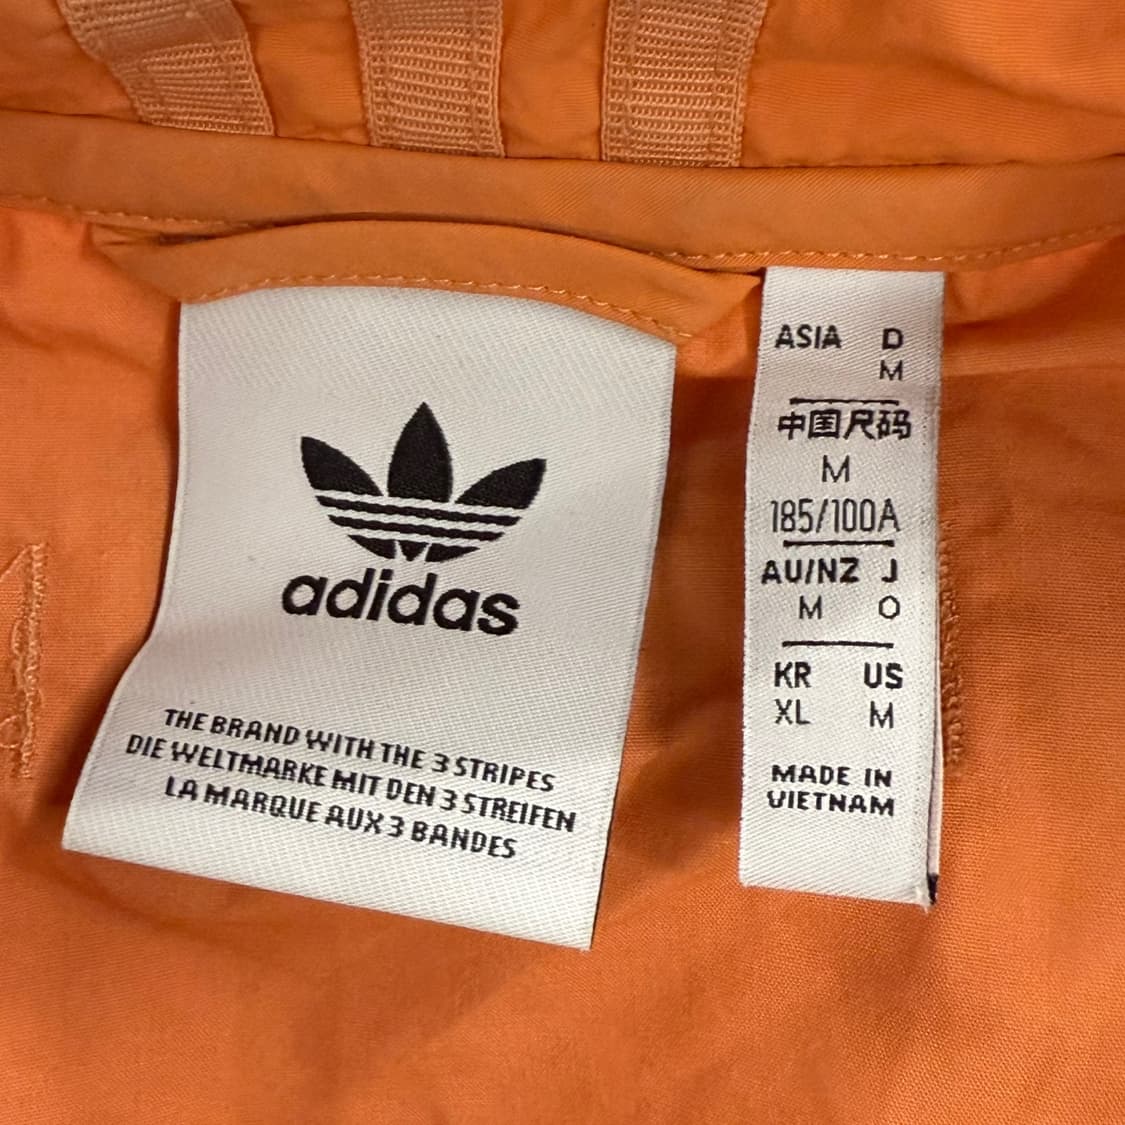 adidas
THE BRAND WITH THE 3 STRIPES
DIE WELTMARKE MIT DEN 3 STREIFEN
LA MARQUE AUX 3 BANDES
ASIA D
M
中国尺码
M
185/100A
AU/NZ J
M O
KR US
XL M
MADE IN
VIETNAM